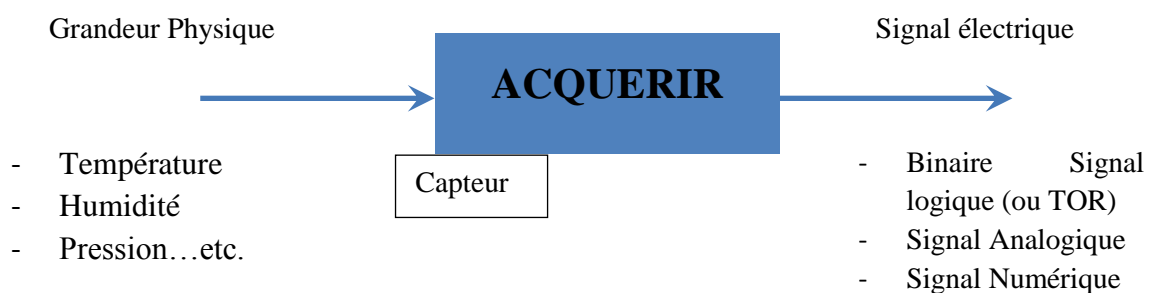 Grandeur Physique
Signal électrique
ACQUERIR
- Température
- Humidité
- Pression…etc.
Capteur
- Binaire Signal
logique (ou TOR)
- Signal Analogique
- Signal Numérique